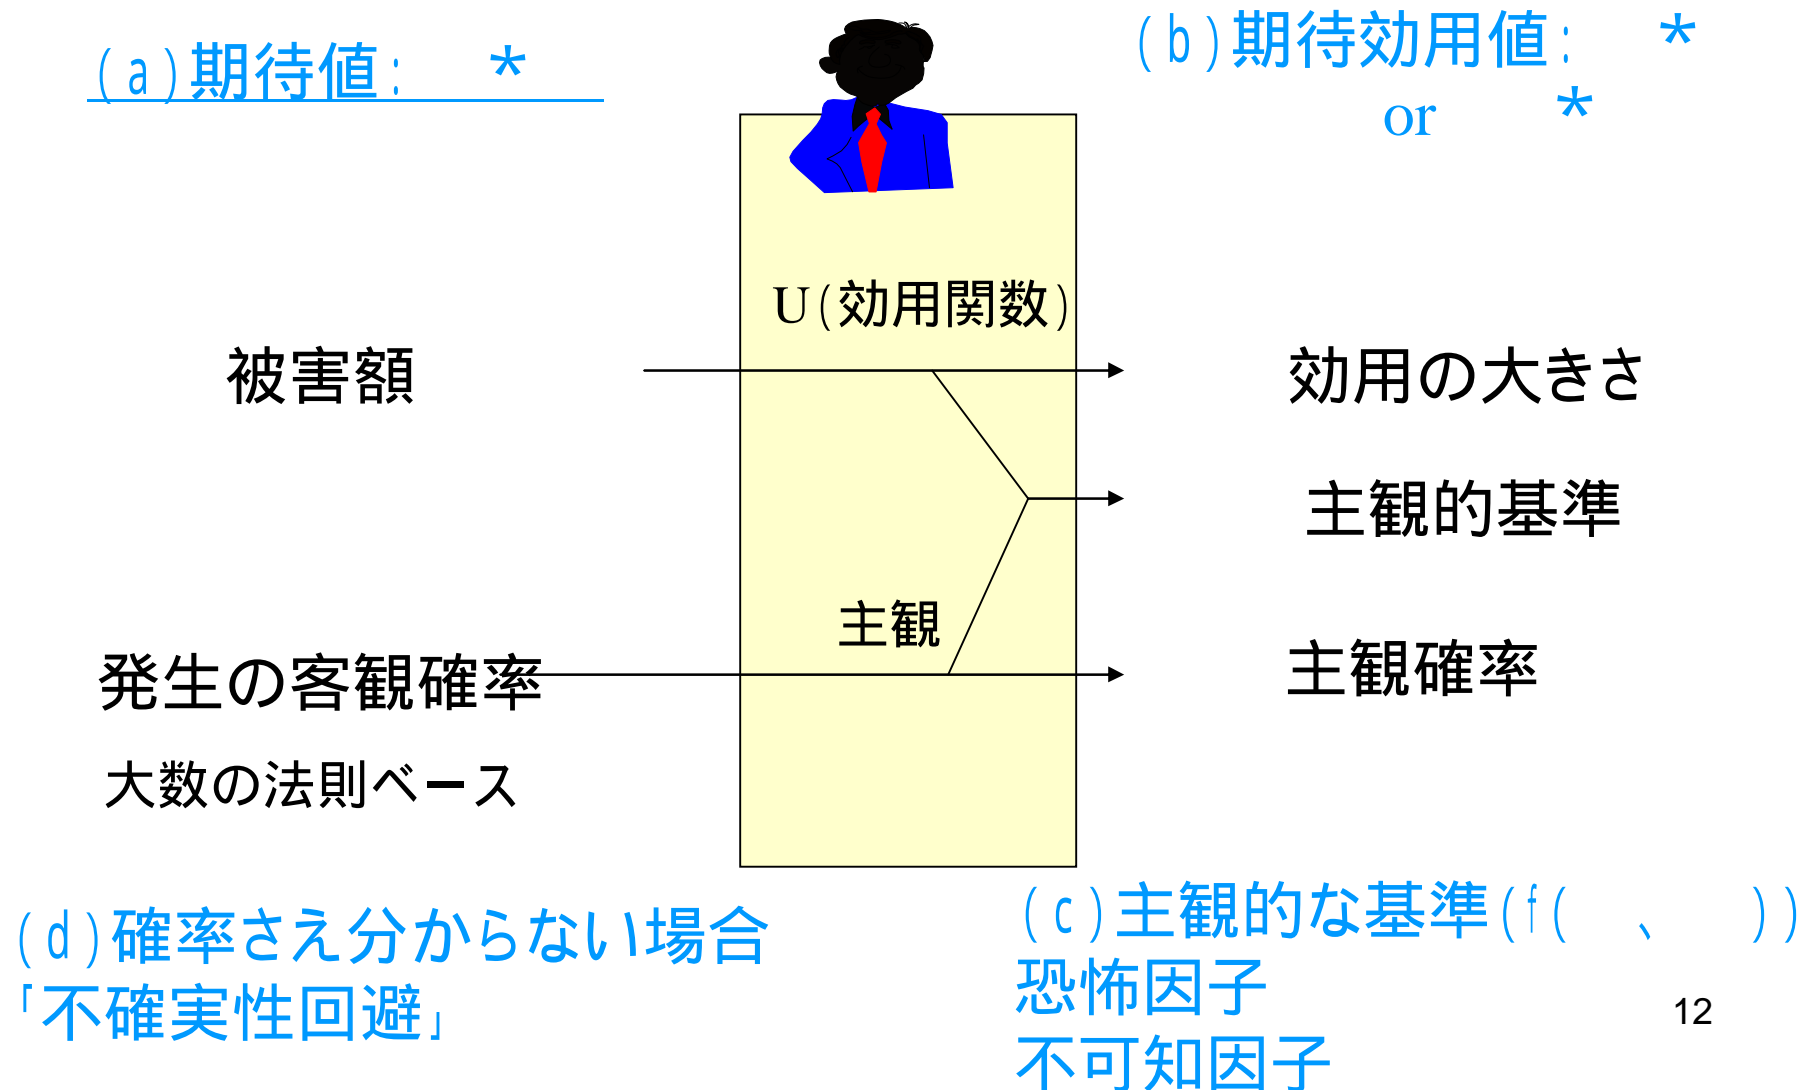 (a)期待値: *
(b)期待効用値: *
or *
U(効用関数)
被害額
効用の大きさ
主観的基準
主観
発生の客観確率
主観確率
大数の法則ベース
(d)確率さえ分からない場合
「不確実性回避」
(c)主観的な基準(f( 、 ))
恐怖因子
不可知因子
12